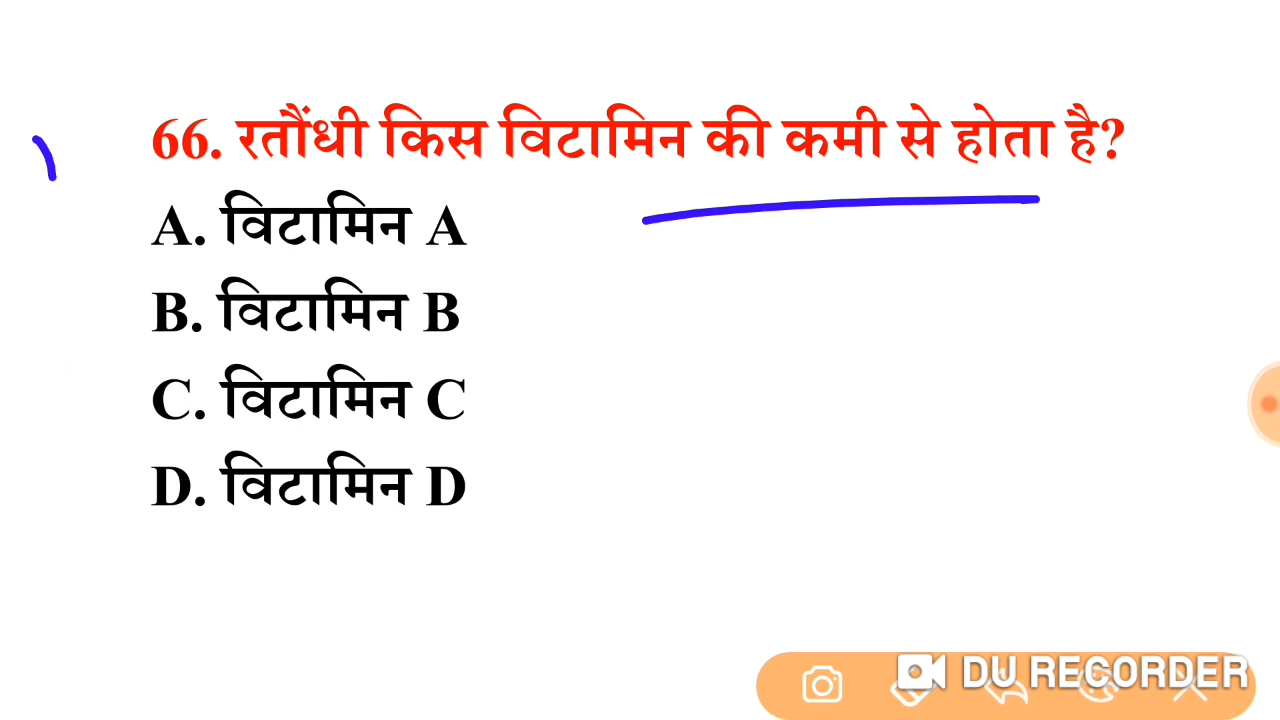 66. रतौंधी किस विटामिन की कमी से होता है?
A. विटामिन A
B. विटामिन B
C. विटामिन C
D. विटामिन D
DU RECORDER